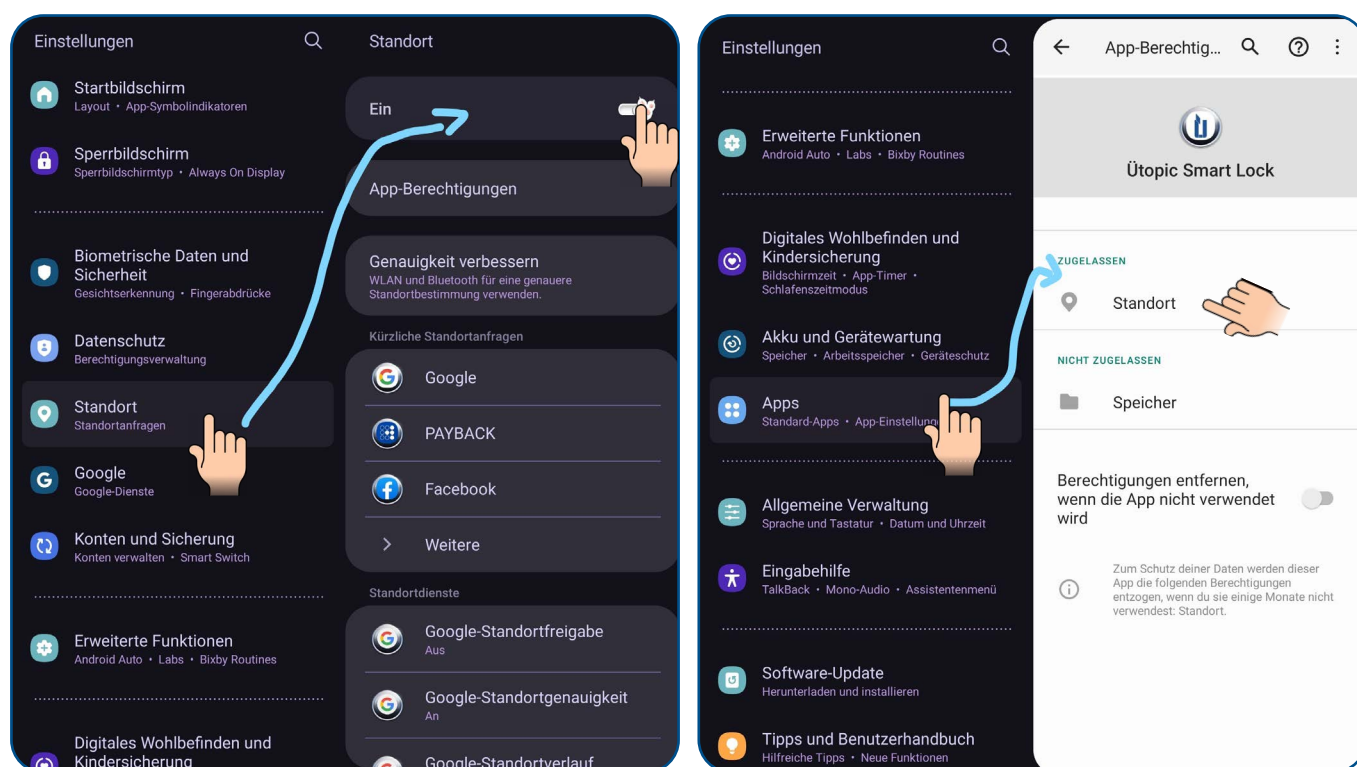 Einstellungen
Startbildschirm
Layout • App-Symbolindikatoren
Sperrbildschirm
Sperrbildschirmtyp • Always On Display
Biometrische Daten und
Sicherheit
Gesichtserkennung • Fingerabdrücke
Datenschutz
Berechtigungsverwaltung
Standort
Standortanfragen
Google
Google-Dienste
Konten und Sicherung
Konten verwalten • Smart Switch
Erweiterte Funktionen
Android Auto • Labs • Bixby Routines
Digitales Wohlbefinden und
Kindersicherung
Standort
Ein
App-Berechtigungen
Genauigkeit verbessern
WLAN und Bluetooth für eine genauere
Standortbestimmung verwenden.
Kürzliche Standortanfragen
Google
PAYBACK
Facebook
Weitere
Standortdienste
Google-Standortfreigabe
Aus
Google-Standortgenauigkeit
An
Google-Standortverlauf
Einstellungen
Erweiterte Funktionen
Android Auto • Labs • Bixby Routines
Digitales Wohlbefinden und
Kindersicherung
Bildschirmzeit • App-Timer •
Schlafenszeitmodus
Akku und Gerätewartung
Speicher • Arbeitsspeicher • Geräteschutz
Apps
Standard-Apps • App-Einstellung
Allgemeine Verwaltung
Sprache und Tastatur • Datum und Uhrzeit
Eingabehilfe
TalkBack • Mono-Audio • Assistentenmenü
Software-Update
Herunterladen und installieren
Tipps und Benutzerhandbuch
Hilfreiche Tipps • Neue Funktionen
App-Berechtig...
Ütopic Smart Lock
ZUGELASSEN
Standort
NICHT ZUGELASSEN
Speicher
Berechtigungen entfernen,
wenn die App nicht verwendet
wird
Zum Schutz deiner Daten werden dieser
App die folgenden Berechtigungen
entzogen, wenn du sie einige Monate nicht
verwendest: Standort.